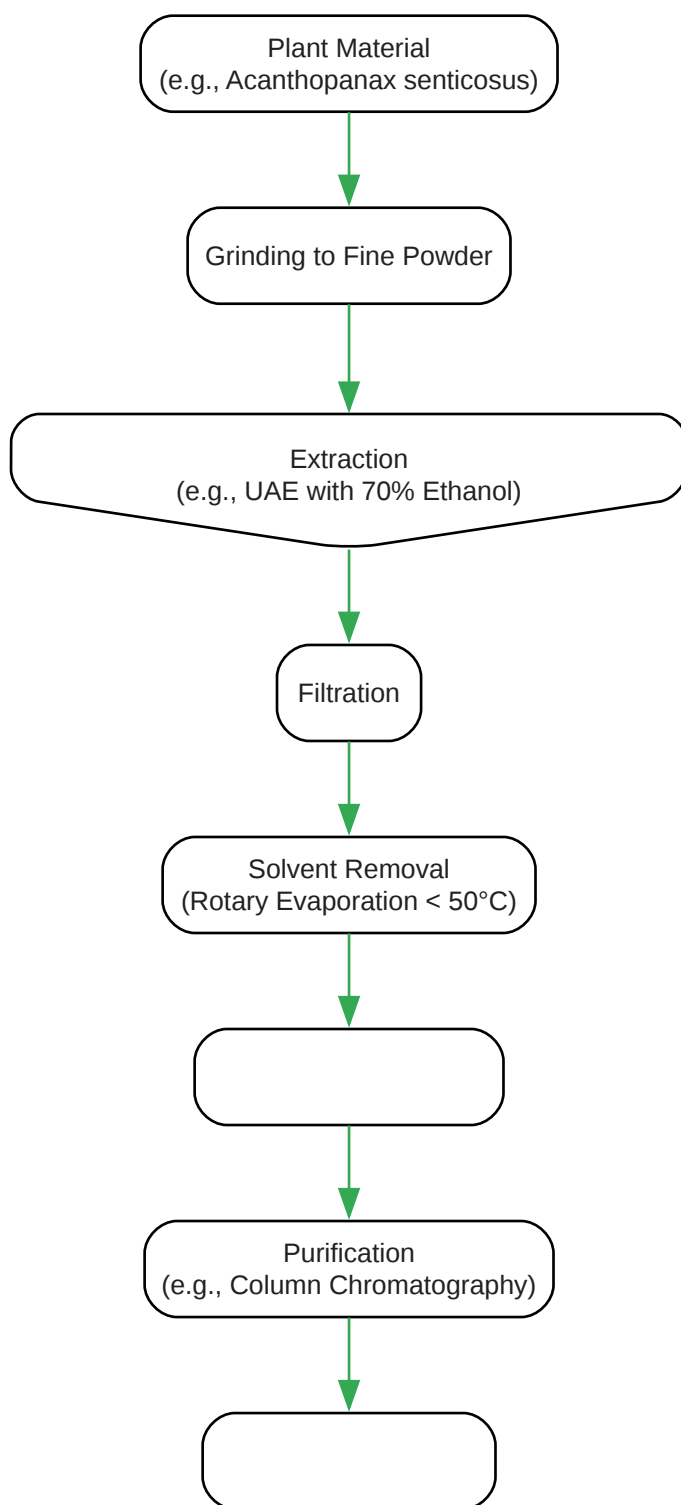 Plant Material
(e.g., Acanthopanax senticosus)
Grinding to Fine Powder
Extraction
(e.g., UAE with 70% Ethanol)
Filtration
Solvent Removal
(Rotary Evaporation < 50°C)
Purification
(e.g., Column Chromatography)